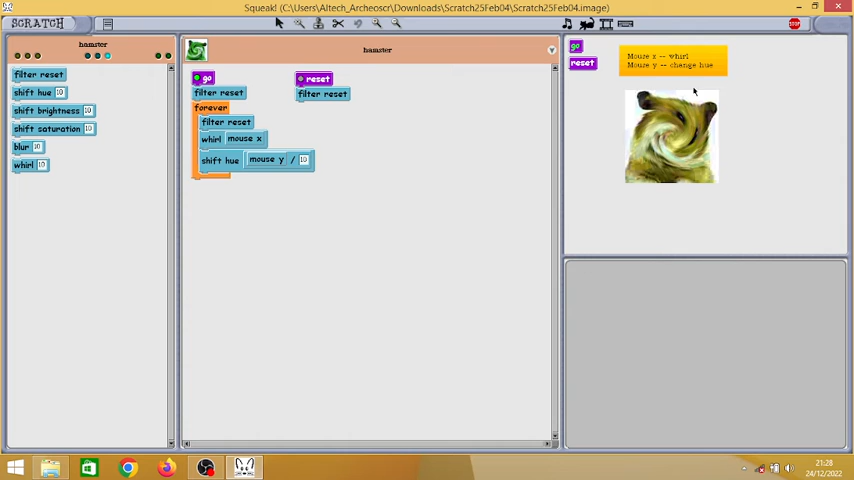 Squeak! (C:\Users\Altech_Archeoscr\Downloads\Scratch25Feb04\Scratch25Feb04.image)
SCRATCH
STOP
hamster
filter reset
shift hue 10
shift brightness 10
shift saturation 10
blur 10
whirl 10
hamster
go
filter reset
forever
filter reset
whirl mouse x
shift hue mouse y / 10
reset
filter reset
go
reset
Mouse x -- whirl
Mouse y -- change hue
21:28
24/12/2022